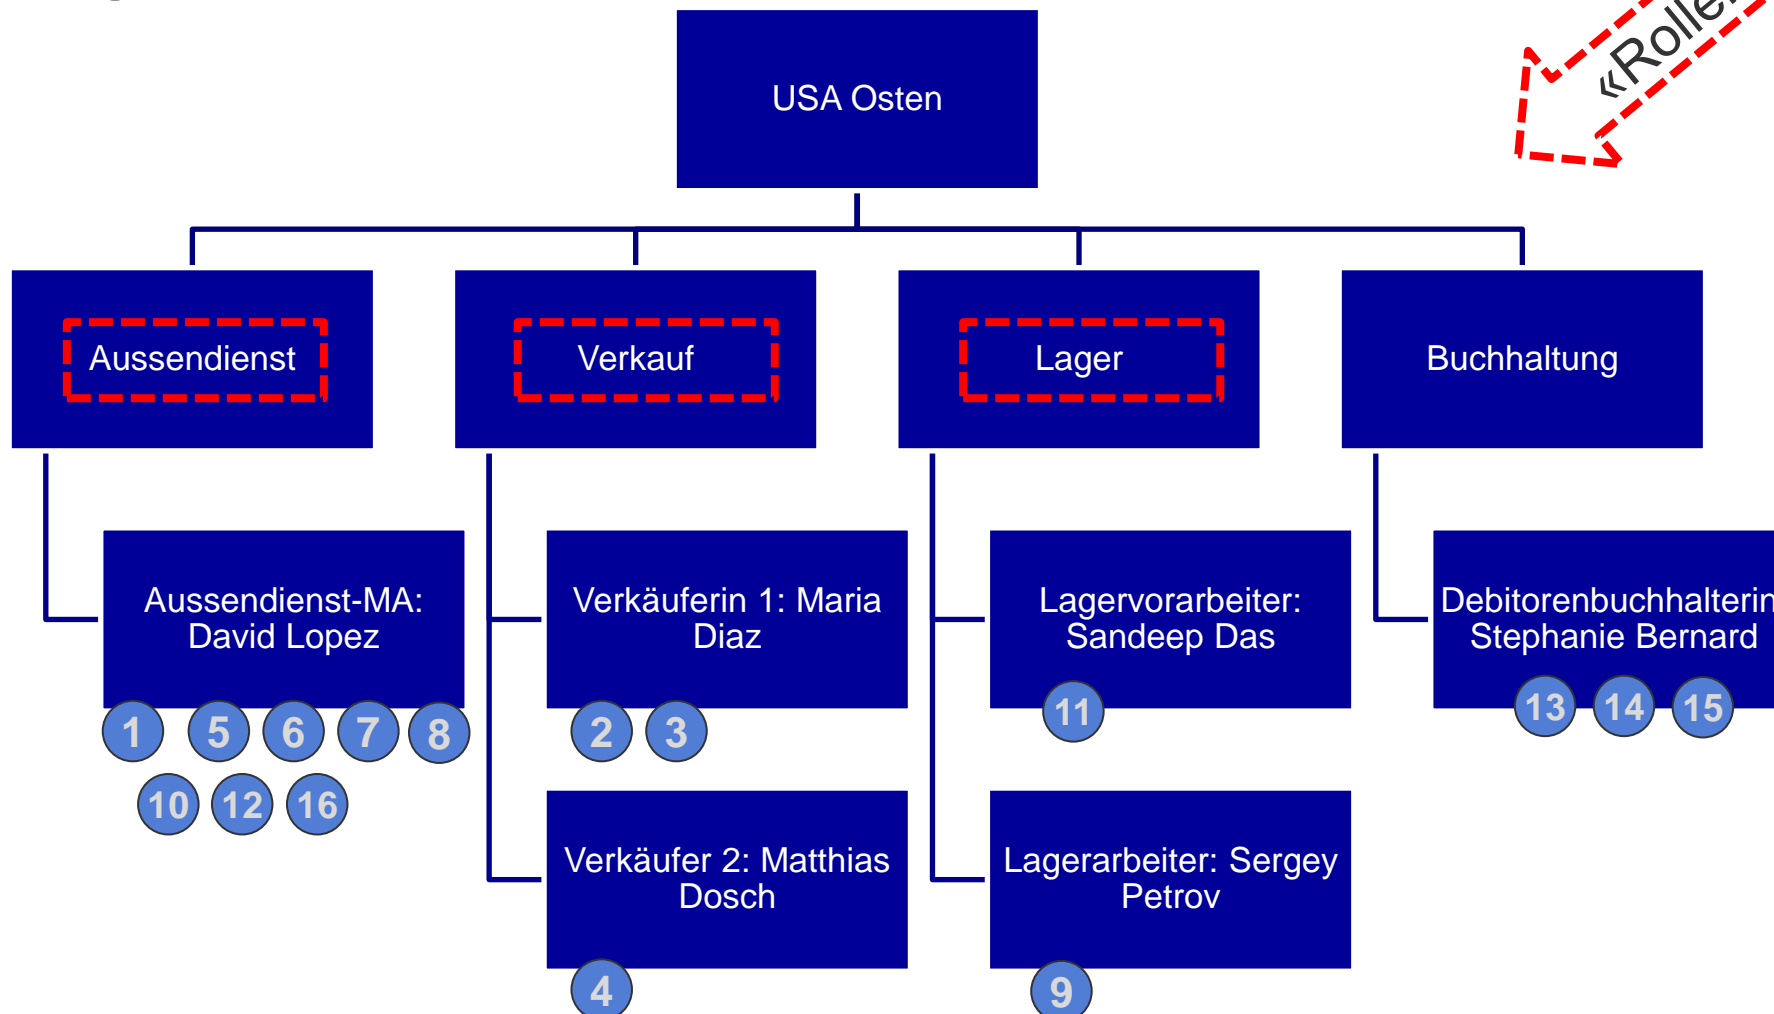 USA Osten
Aussendienst
Verkauf
Lager
Buchhaltung
Aussendienst-MA:
David Lopez
Verkäuferin 1: Maria
Diaz
Lagervorarbeiter:
Sandeep Das
Debitorenbuchhalterin
Stephanie Bernard
1 5 6 7 8
2 3
11
13 14 15
10 12 16
Verkäufer 2: Matthias
Dosch
Lagerarbeiter: Sergey
Petrov
4
9